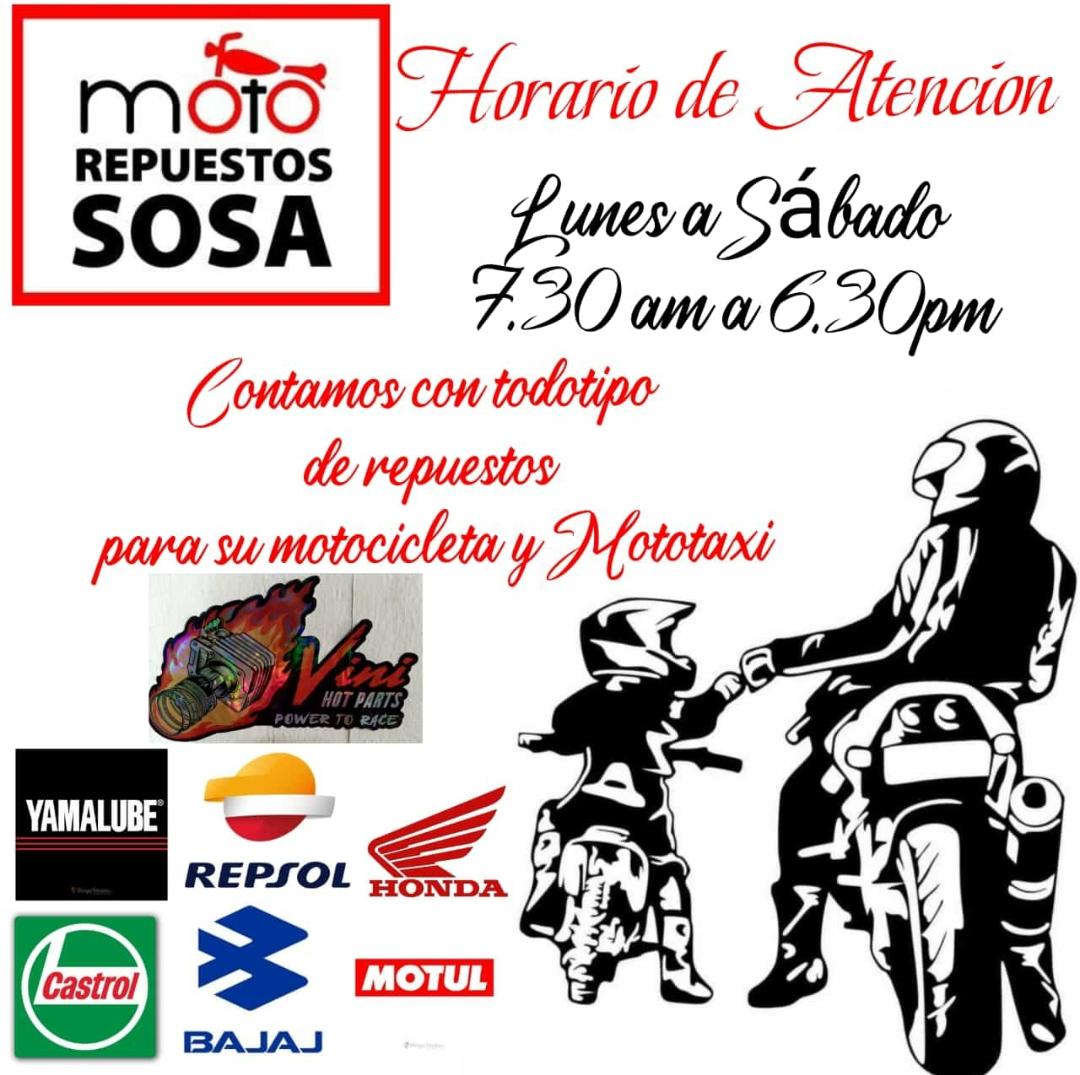 moto
REPUESTOS
SOSA
Horario de Atencion
Lunes a Sábado
7.30 am a 6.30pm
Contamos con todotipo
de repuestos
para su motocicleta y Mototaxi
Vini
HOT PARTS
POWER TO RACE
YAMALUBE®
REPSOL
HONDA
Castrol
BAJAJ
MOTUL